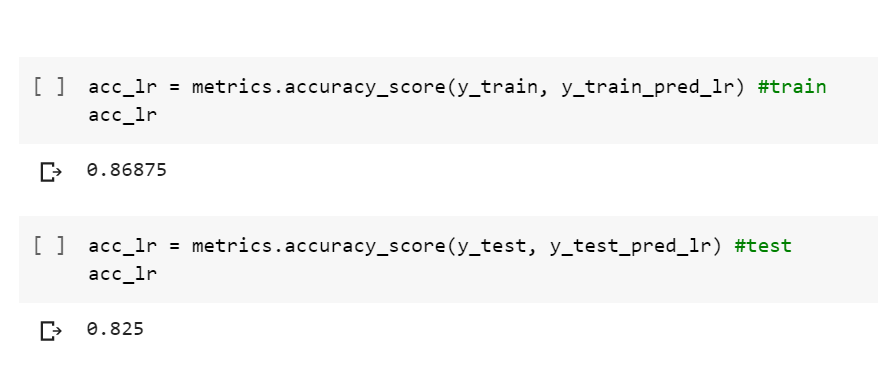 [ ] acc_lr = metrics.accuracy_score(y_train, y_train_pred_lr) #train
acc_lr
0.86875
[ ] acc_lr = metrics.accuracy_score(y_test, y_test_pred_lr) #test
acc_lr
0.825